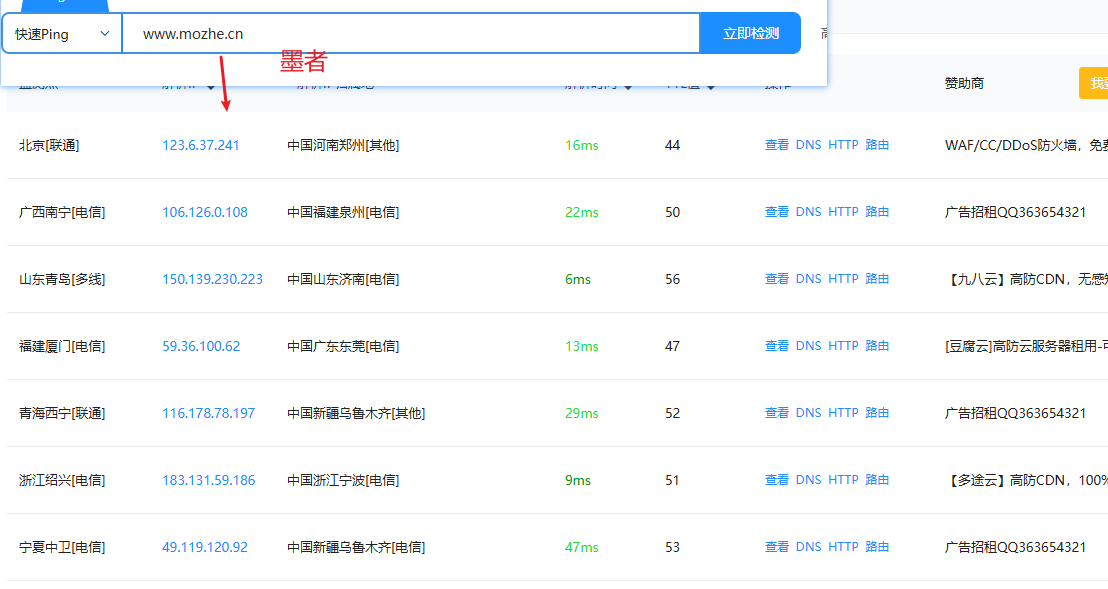 快速Ping www.mozhe.cn 立即检测
墨者
赞助商
北京[联通] 123.6.37.241 中国河南郑州[其他] 16ms 44 查看 DNS HTTP 路由 WAF/CC/DDoS防火墙，免费
广西南宁[电信] 106.126.0.108 中国福建泉州[电信] 22ms 50 查看 DNS HTTP 路由 广告招租QQ363654321
山东青岛[多线] 150.139.230.223 中国山东济南[电信] 6ms 56 查看 DNS HTTP 路由 【九八云】高防CDN，无感
福建厦门[电信] 59.36.100.62 中国广东东莞[电信] 13ms 47 查看 DNS HTTP 路由 [豆腐云]高防云服务器租用-
青海西宁[联通] 116.178.78.197 中国新疆乌鲁木齐[其他] 29ms 52 查看 DNS HTTP 路由 广告招租QQ363654321
浙江绍兴[电信] 183.131.59.186 中国浙江宁波[电信] 9ms 51 查看 DNS HTTP 路由 【多途云】高防CDN，100%
宁夏中卫[电信] 49.119.120.92 中国新疆乌鲁木齐[电信] 47ms 53 查看 DNS HTTP 路由 广告招租QQ363654321